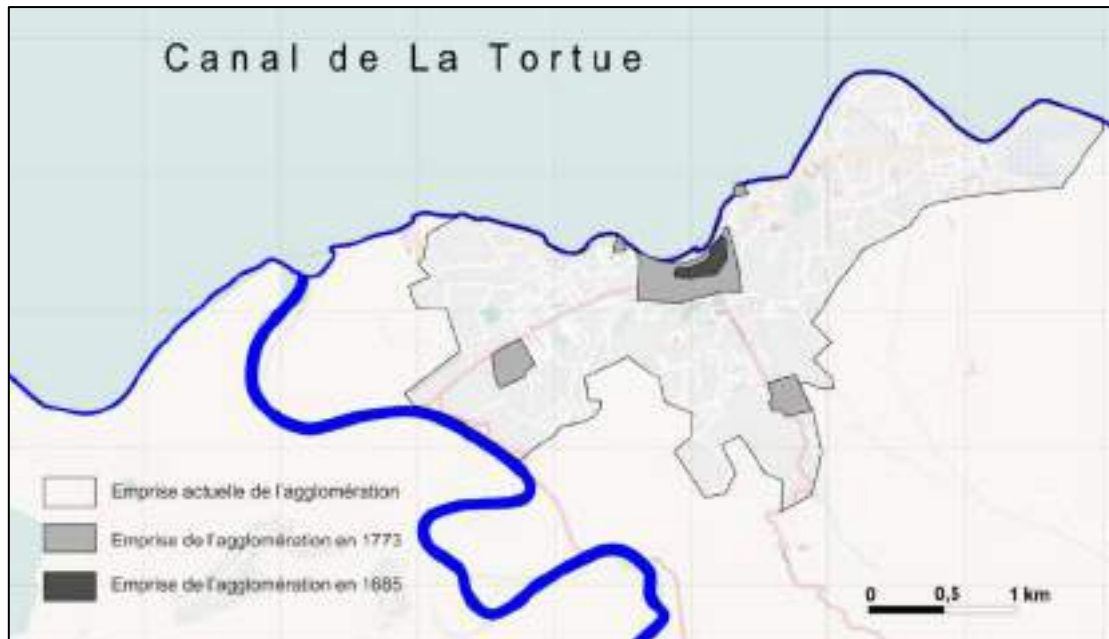 Canal de La Tortue
Emprise actuelle de l'agglomération
Emprise de l'agglomération en 1773
Emprise de l'agglomération en 1685
0 0,5 1 km